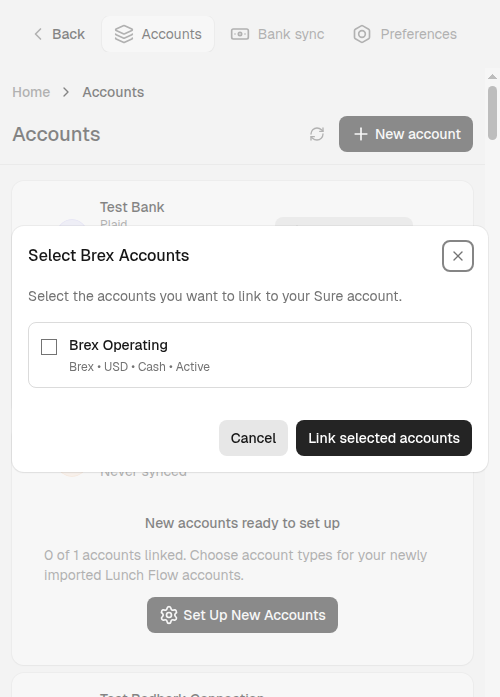 Back
Accounts
Bank sync
Preferences
Home
Accounts
Accounts
New account
Test Bank
Plaid
Select Brex Accounts
Select the accounts you want to link to your Sure account.
Brex Operating
Brex • USD • Cash • Active
Cancel
Link selected accounts
Never synced
New accounts ready to set up
0 of 1 accounts linked. Choose account types for your newly
imported Lunch Flow accounts.
Set Up New Accounts